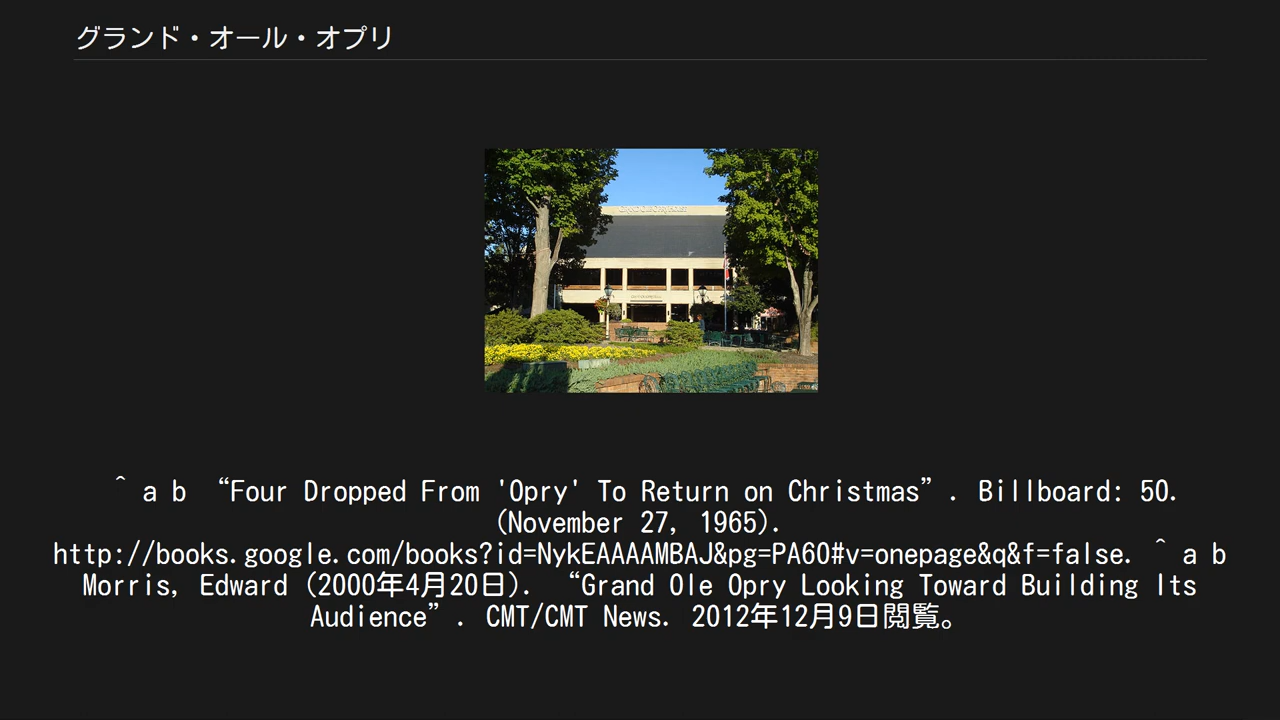 グランド・オール・オプリ
^ a b “Four Dropped From 'Opry' To Return on Christmas”. Billboard: 50.
(November 27, 1965).
http://books.google.com/books?id=NykEAAAAMBAJ&pg=PA60#v=onepage&q&f=false. ^ a b
Morris, Edward (2000年4月20日). “Grand Ole Opry Looking Toward Building Its
Audience”. CMT/CMT News. 2012年12月9日閲覧。